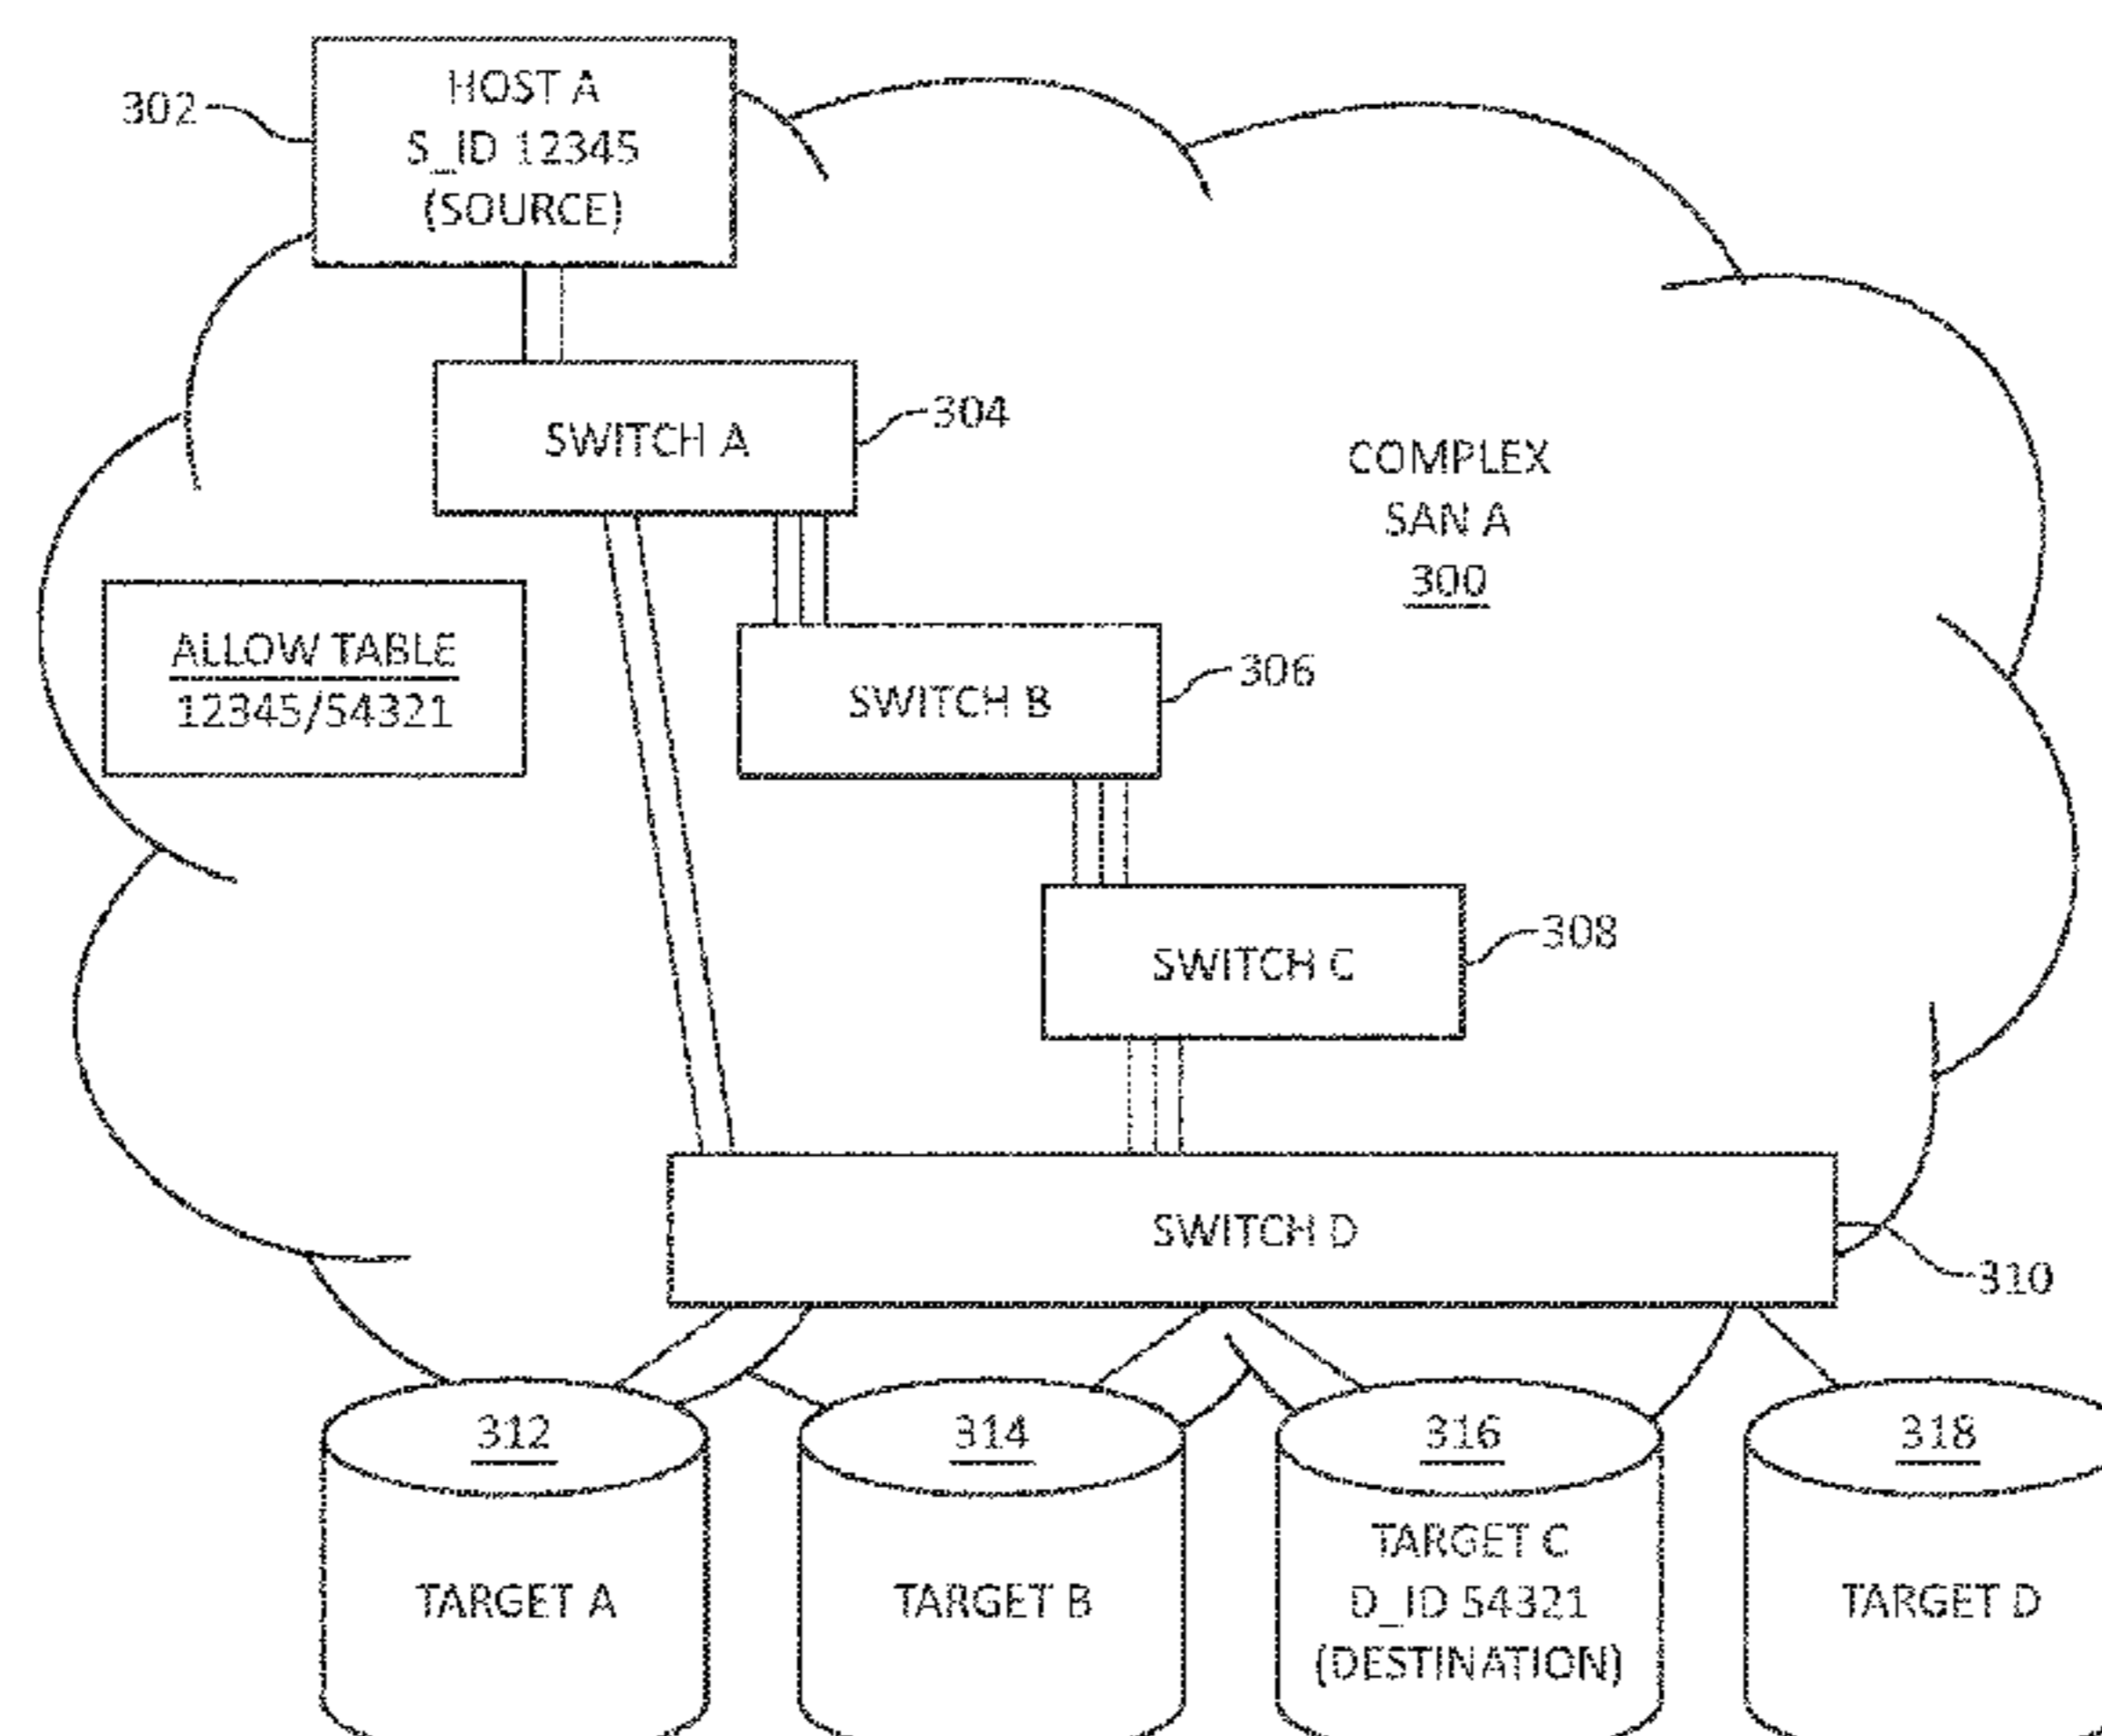 HOST A
S_ID 12345
(SOURCE)
302
SWITCH A
304
COMPLEX
SAN A
300
ALLOW TABLE
12345/54321
SWITCH B
306
SWITCH C
308
SWITCH D
310
312
TARGET A
314
TARGET B
316
TARGET C
D_ID 54321
(DESTINATION)
318
TARGET D